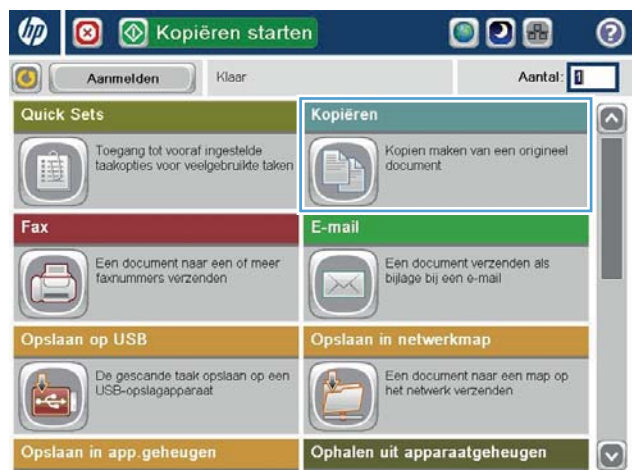 hp Kopiëren starten ?
Aanmelden Klaar Aantal: 1
Quick Sets
Toegang tot vooraf ingestelde
taakopties voor veelgebruikte taken
Kopiëren
Kopien maken van een origineel
document
Fax
Een document naar een of meer
faxnummers verzenden
E-mail
Een document verzenden als
bijlage bij een e-mail
Opslaan op USB
De gescande taak opslaan op een
USB-opslagapparaat
Opslaan in netwerkmap
Een document naar een map op
het netwerk verzenden
Opslaan in app.geheugen
Ophalen uit apparaatgeheugen